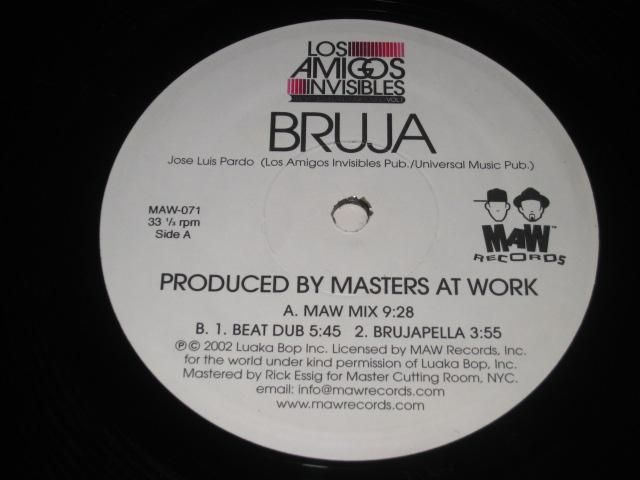 LOS
AMIGOS
INVISIBLES
BRUJA
Jose Luis Pardo (Los Amigos Invisibles Pub./Universal Music Pub.)
MAW-071
33 ⅓ rpm
Side A
MAW™
RECORDS
PRODUCED BY MASTERS AT WORK
A. MAW MIX 9:28
B. 1. BEAT DUB 5:45 2. BRUJAPELLA 3:55
℗© 2002 Luaka Bop Inc. Licensed by MAW Records, Inc.
for the world under kind permission of Luaka Bop, Inc.
Mastered by Rick Essig for Master Cutting Room, NYC.
email: info@mawrecords.com
www.mawrecords.com